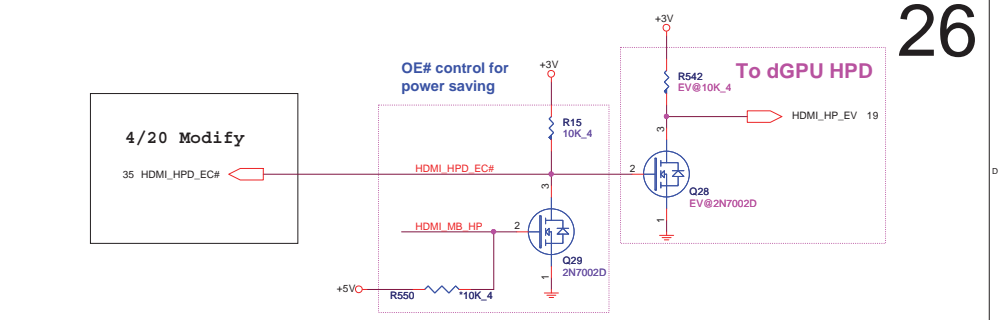 26
+3V
To dGPU HPD
OE# control for
power saving
+3V
R542
EV@10K_4
HDMI_HP_EV 19
4/20 Modify
R15
10K_4
3
35 HDMI_HPD_EC#
HDMI_HPD_EC#
2
D
3
Q28
EV@2N7002D
HDMI_MB_HP
2
1
Q29
2N7002D
1
+5V
R550
*10K_4